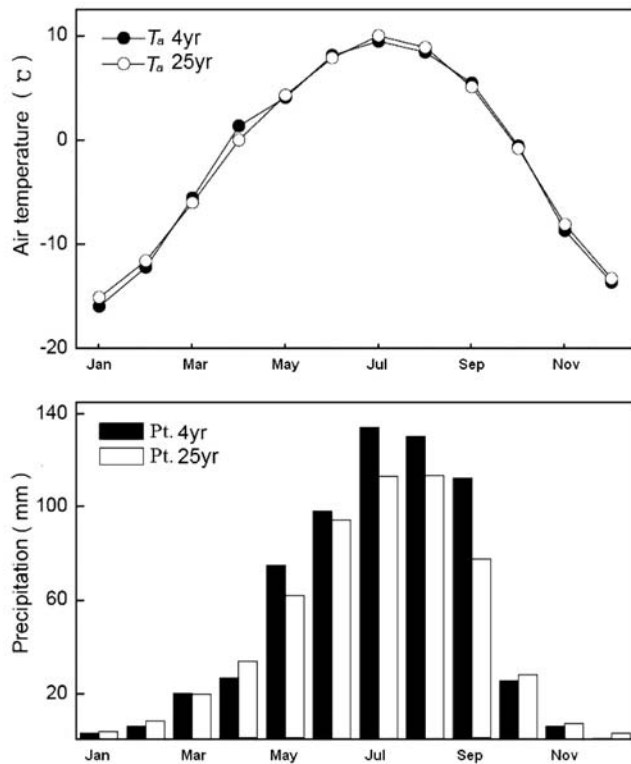 10
0
-10
-20
Air temperature ( ℃ )
Tₐ 4yr
Tₐ 25yr
Jan Mar May Jul Sep Nov
140
100
60
20
Precipitation ( mm )
Pt. 4yr
Pt. 25yr
Jan Mar May Jul Sep Nov